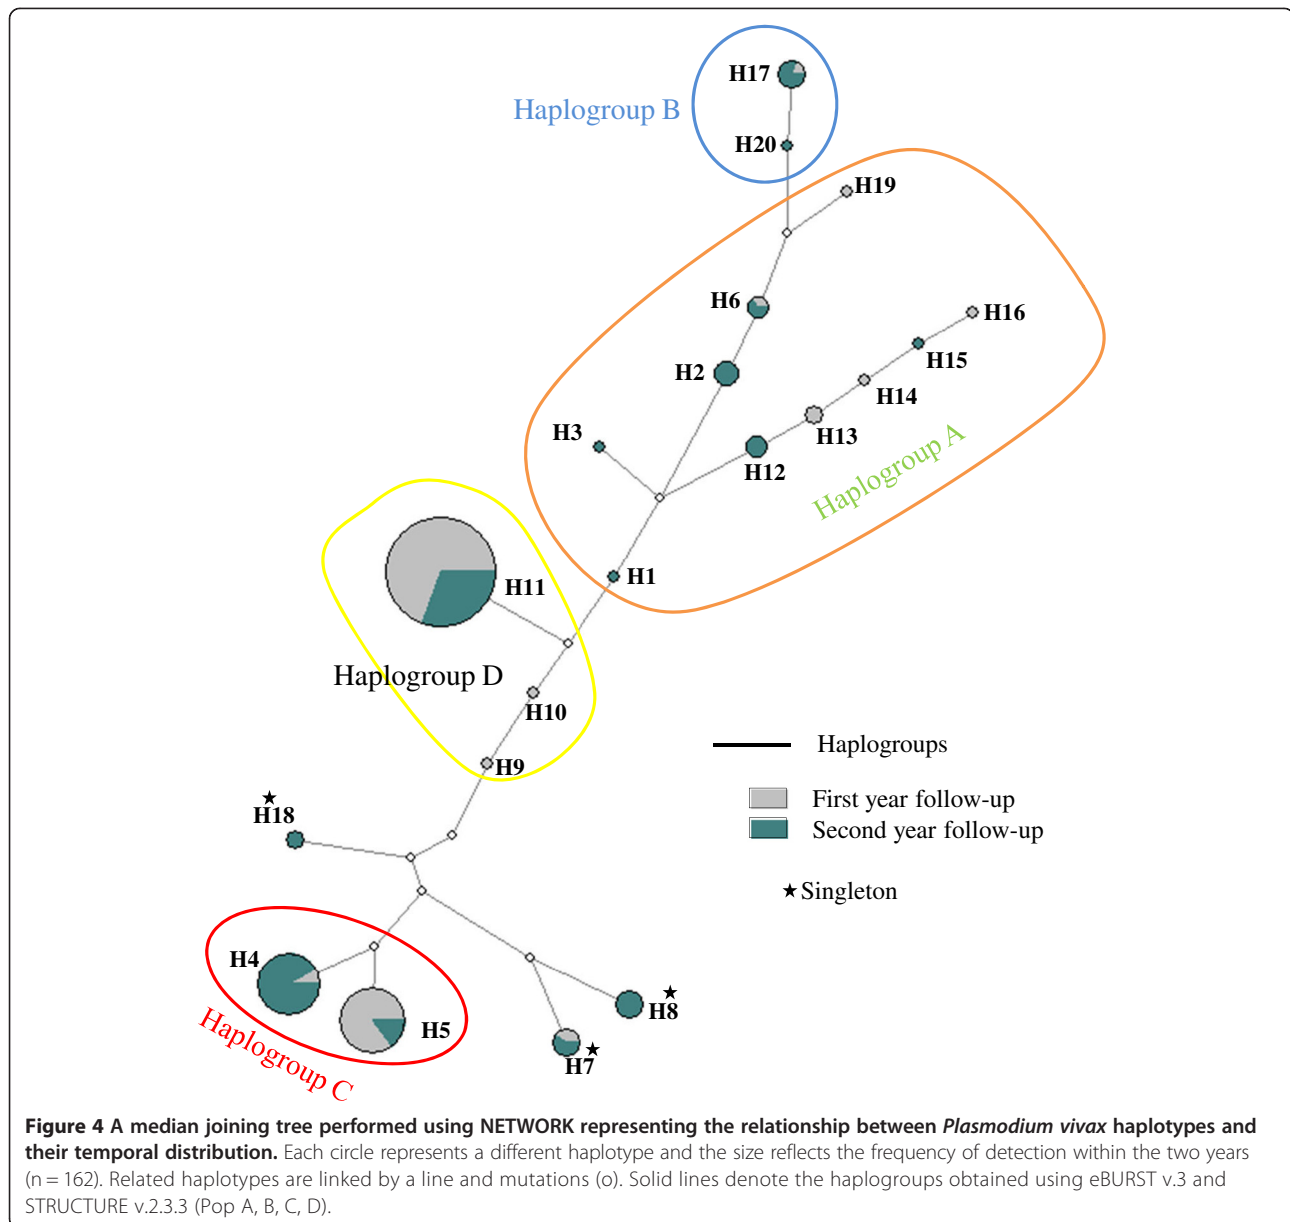 H17
Haplogroup B
H20
H19
H6
H16
H2
H15
H14
H3
H13
H12
Haplogroup A
H1
H11
Haplogroup D
H10
H9
Haplogroups
First year follow-up
Second year follow-up
★ Singleton
★
H18
H4
H5
Haplogroup C
★
H8
★
H7
Figure 4 A median joining tree performed using NETWORK representing the relationship between Plasmodium vivax haplotypes and
their temporal distribution. Each circle represents a different haplotype and the size reflects the frequency of detection within the two years
(n = 162). Related haplotypes are linked by a line and mutations (o). Solid lines denote the haplogroups obtained using eBURST v.3 and
STRUCTURE v.2.3.3 (Pop A, B, C, D).